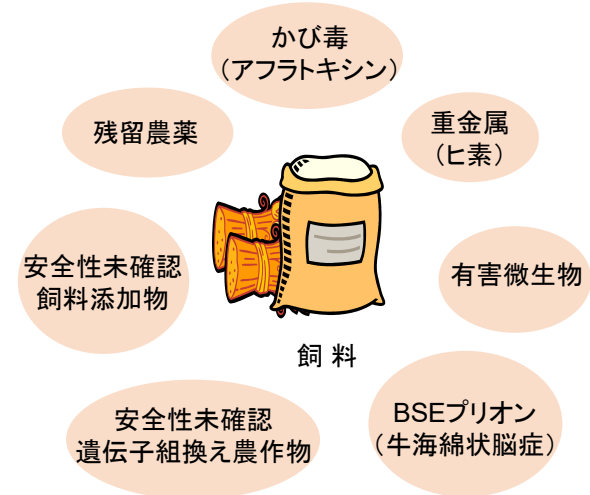 かび毒
（アフラトキシン）
残留農薬
重金属
（ヒ素）
安全性未確認
飼料添加物
有害微生物
飼 料
安全性未確認
遺伝子組換え農作物
BSEプリオン
（牛海綿状脳症）